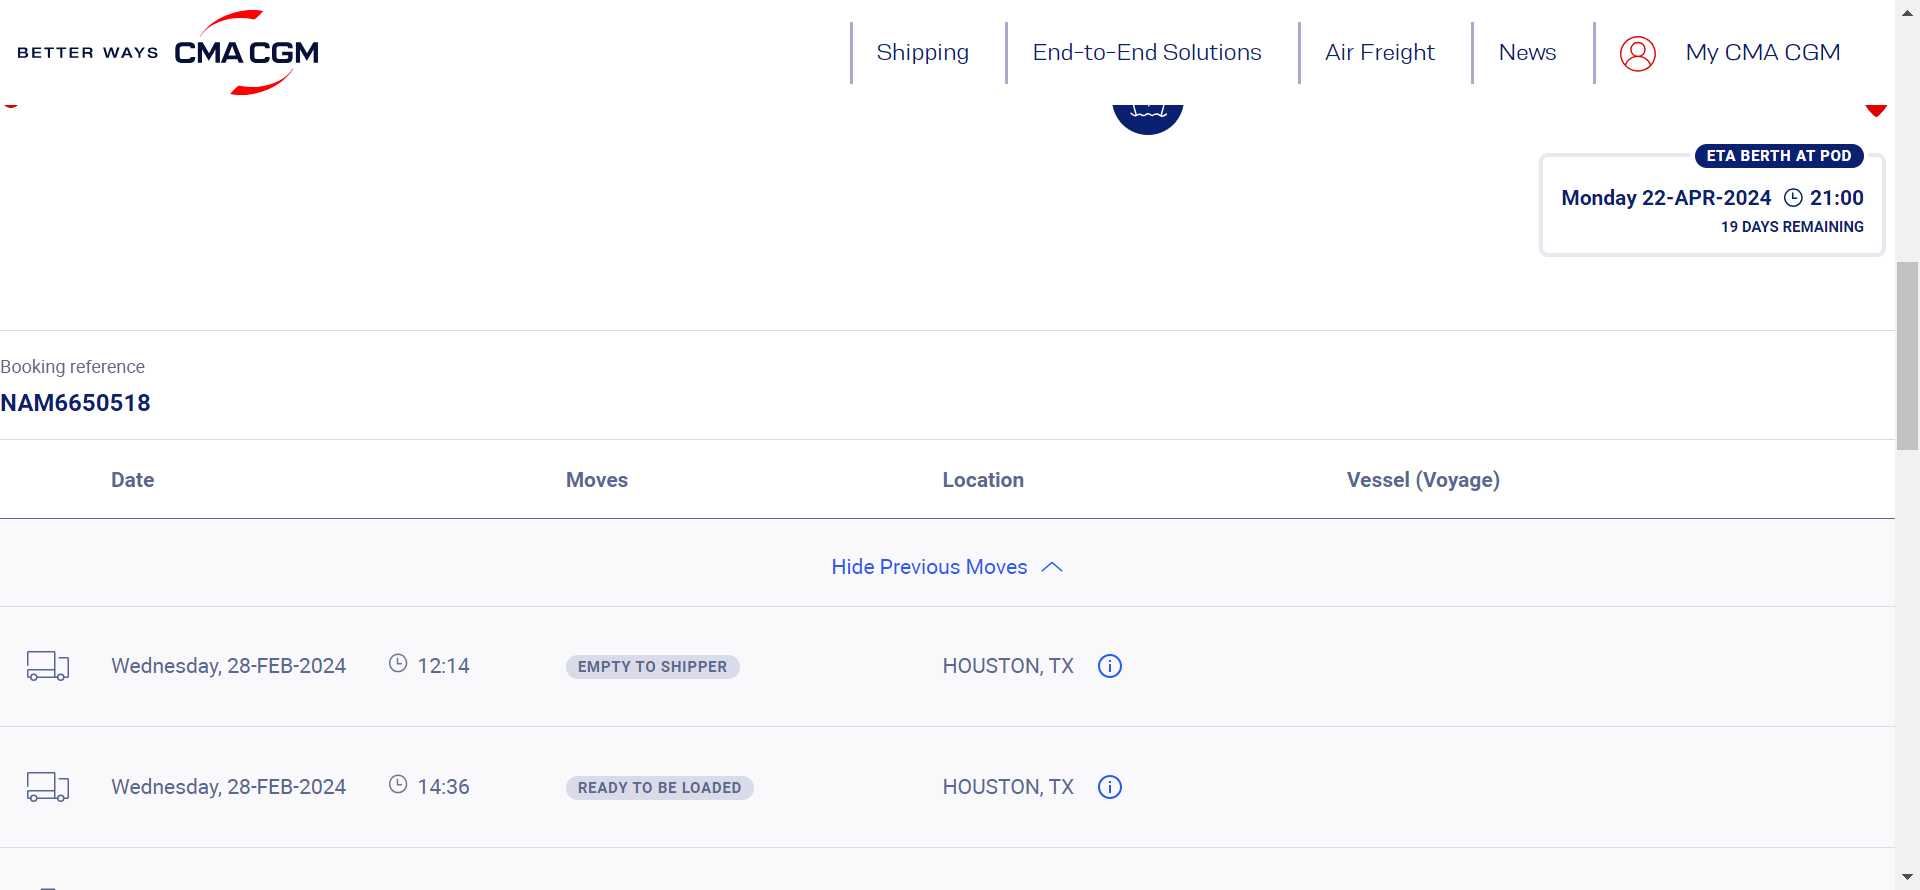 BETTER WAYS CMA CGM
Shipping
End-to-End Solutions
Air Freight
News
My CMA CGM
ETA BERTH AT POD
Monday 22-APR-2024 21:00
19 DAYS REMAINING
Booking reference
NAM6650518
Date Moves Location Vessel (Voyage)
Hide Previous Moves
Wednesday, 28-FEB-2024 12:14 EMPTY TO SHIPPER HOUSTON, TX
Wednesday, 28-FEB-2024 14:36 READY TO BE LOADED HOUSTON, TX